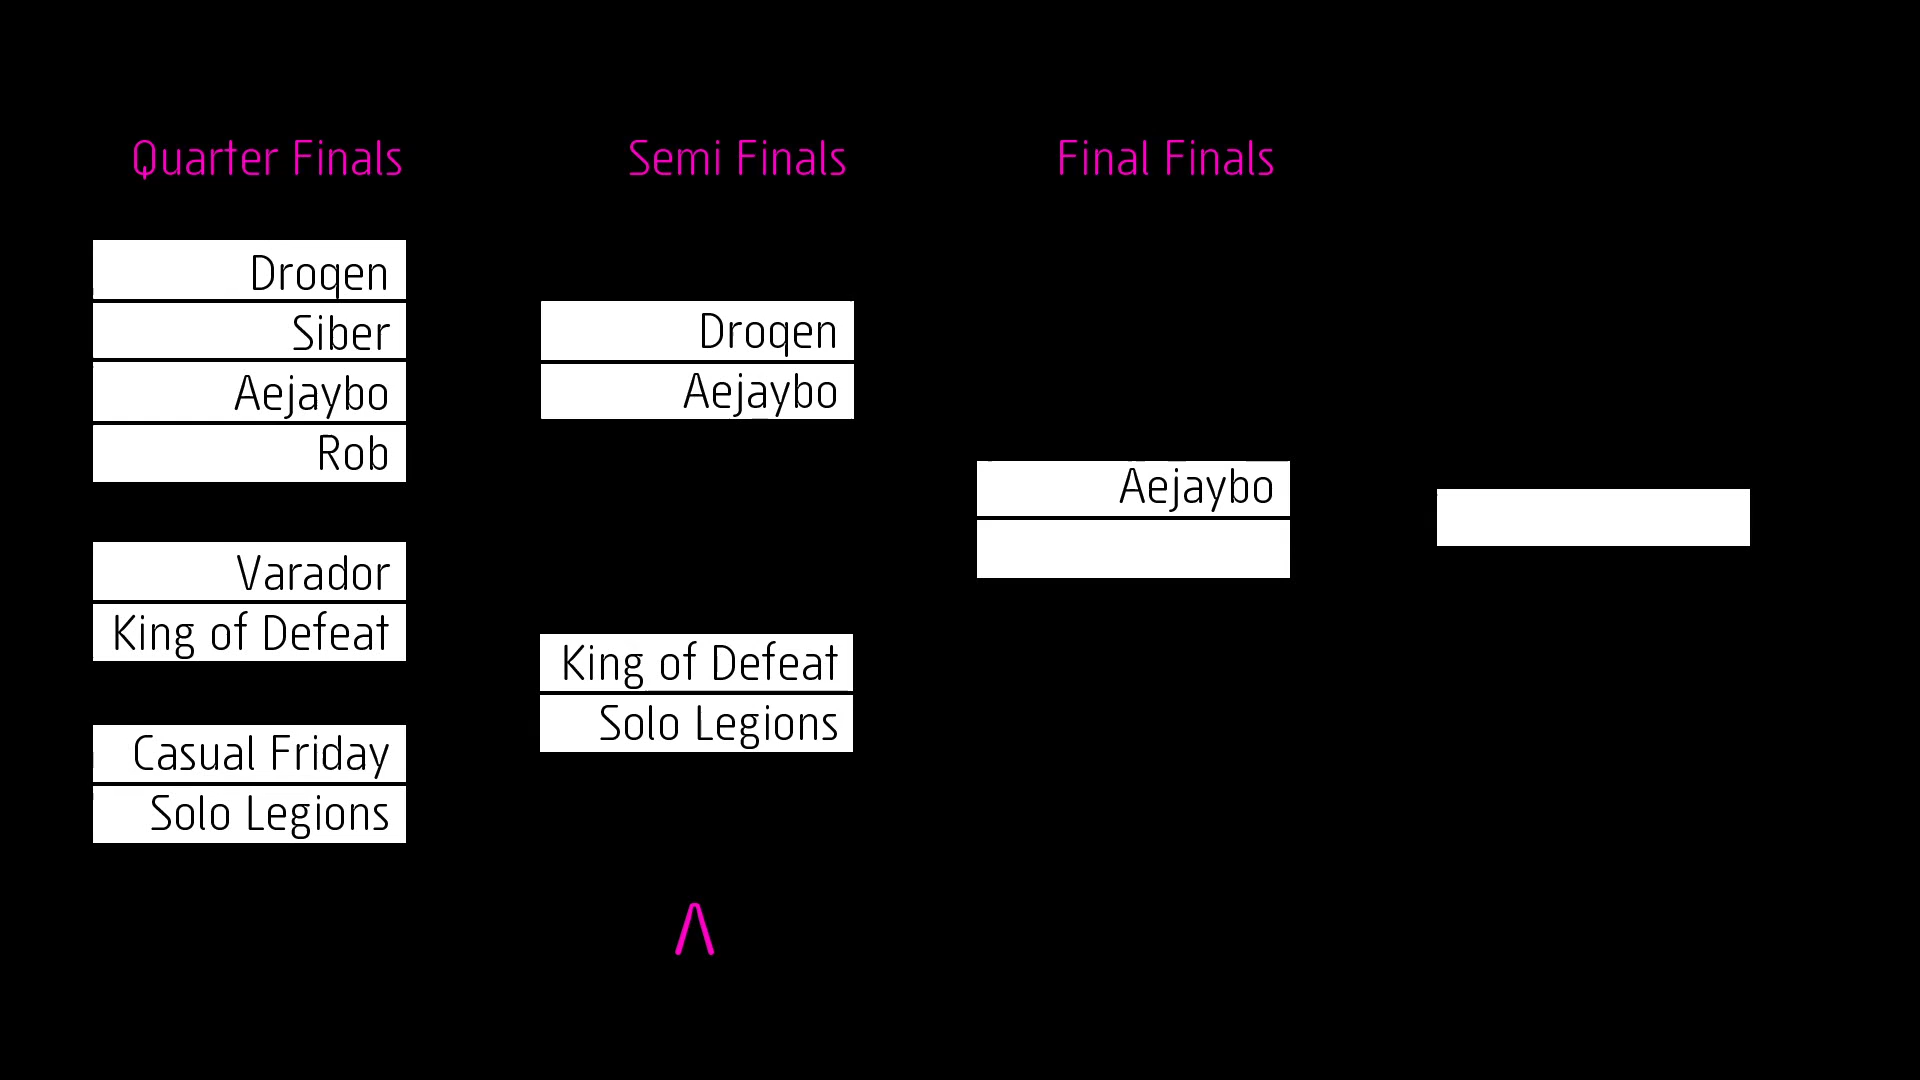 Quarter Finals
Semi Finals
Final Finals
Droqen
Siber
Aejaybo
Rob
Varador
King of Defeat
Casual Friday
Solo Legions
Droqen
Aejaybo
King of Defeat
Solo Legions
Aejaybo
Λ